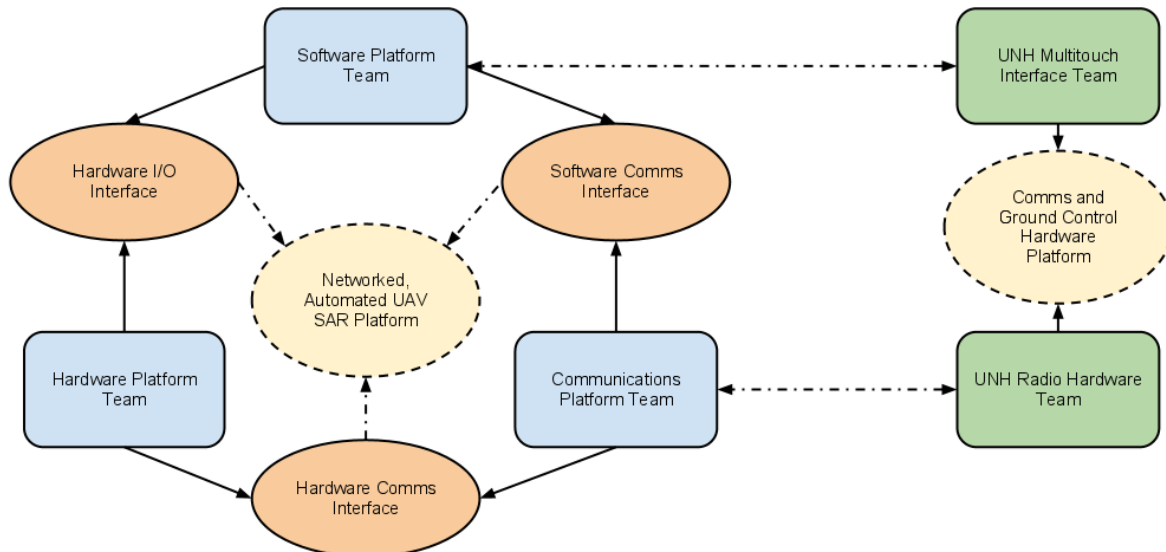 Software Platform
Team
UNH Multitouch
Interface Team
Hardware I/O
Interface
Software Comms
Interface
Comms and
Ground Control
Hardware
Platform
Networked,
Automated UAV
SAR Platform
Hardware Platform
Team
Communications
Platform Team
UNH Radio Hardware
Team
Hardware Comms
Interface